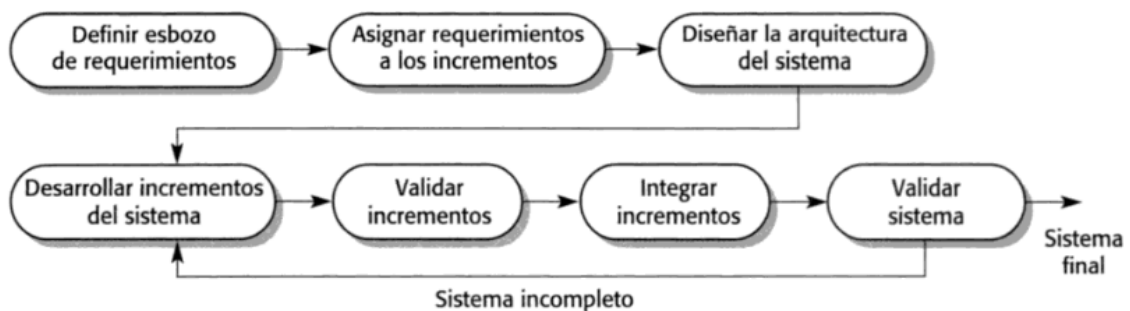 Definir esbozo
de requerimientos
Asignar requerimientos
a los incrementos
Diseñar la arquitectura
del sistema
Desarrollar incrementos
del sistema
Validar
incrementos
Integrar
incrementos
Validar
sistema
Sistema
final
Sistema incompleto